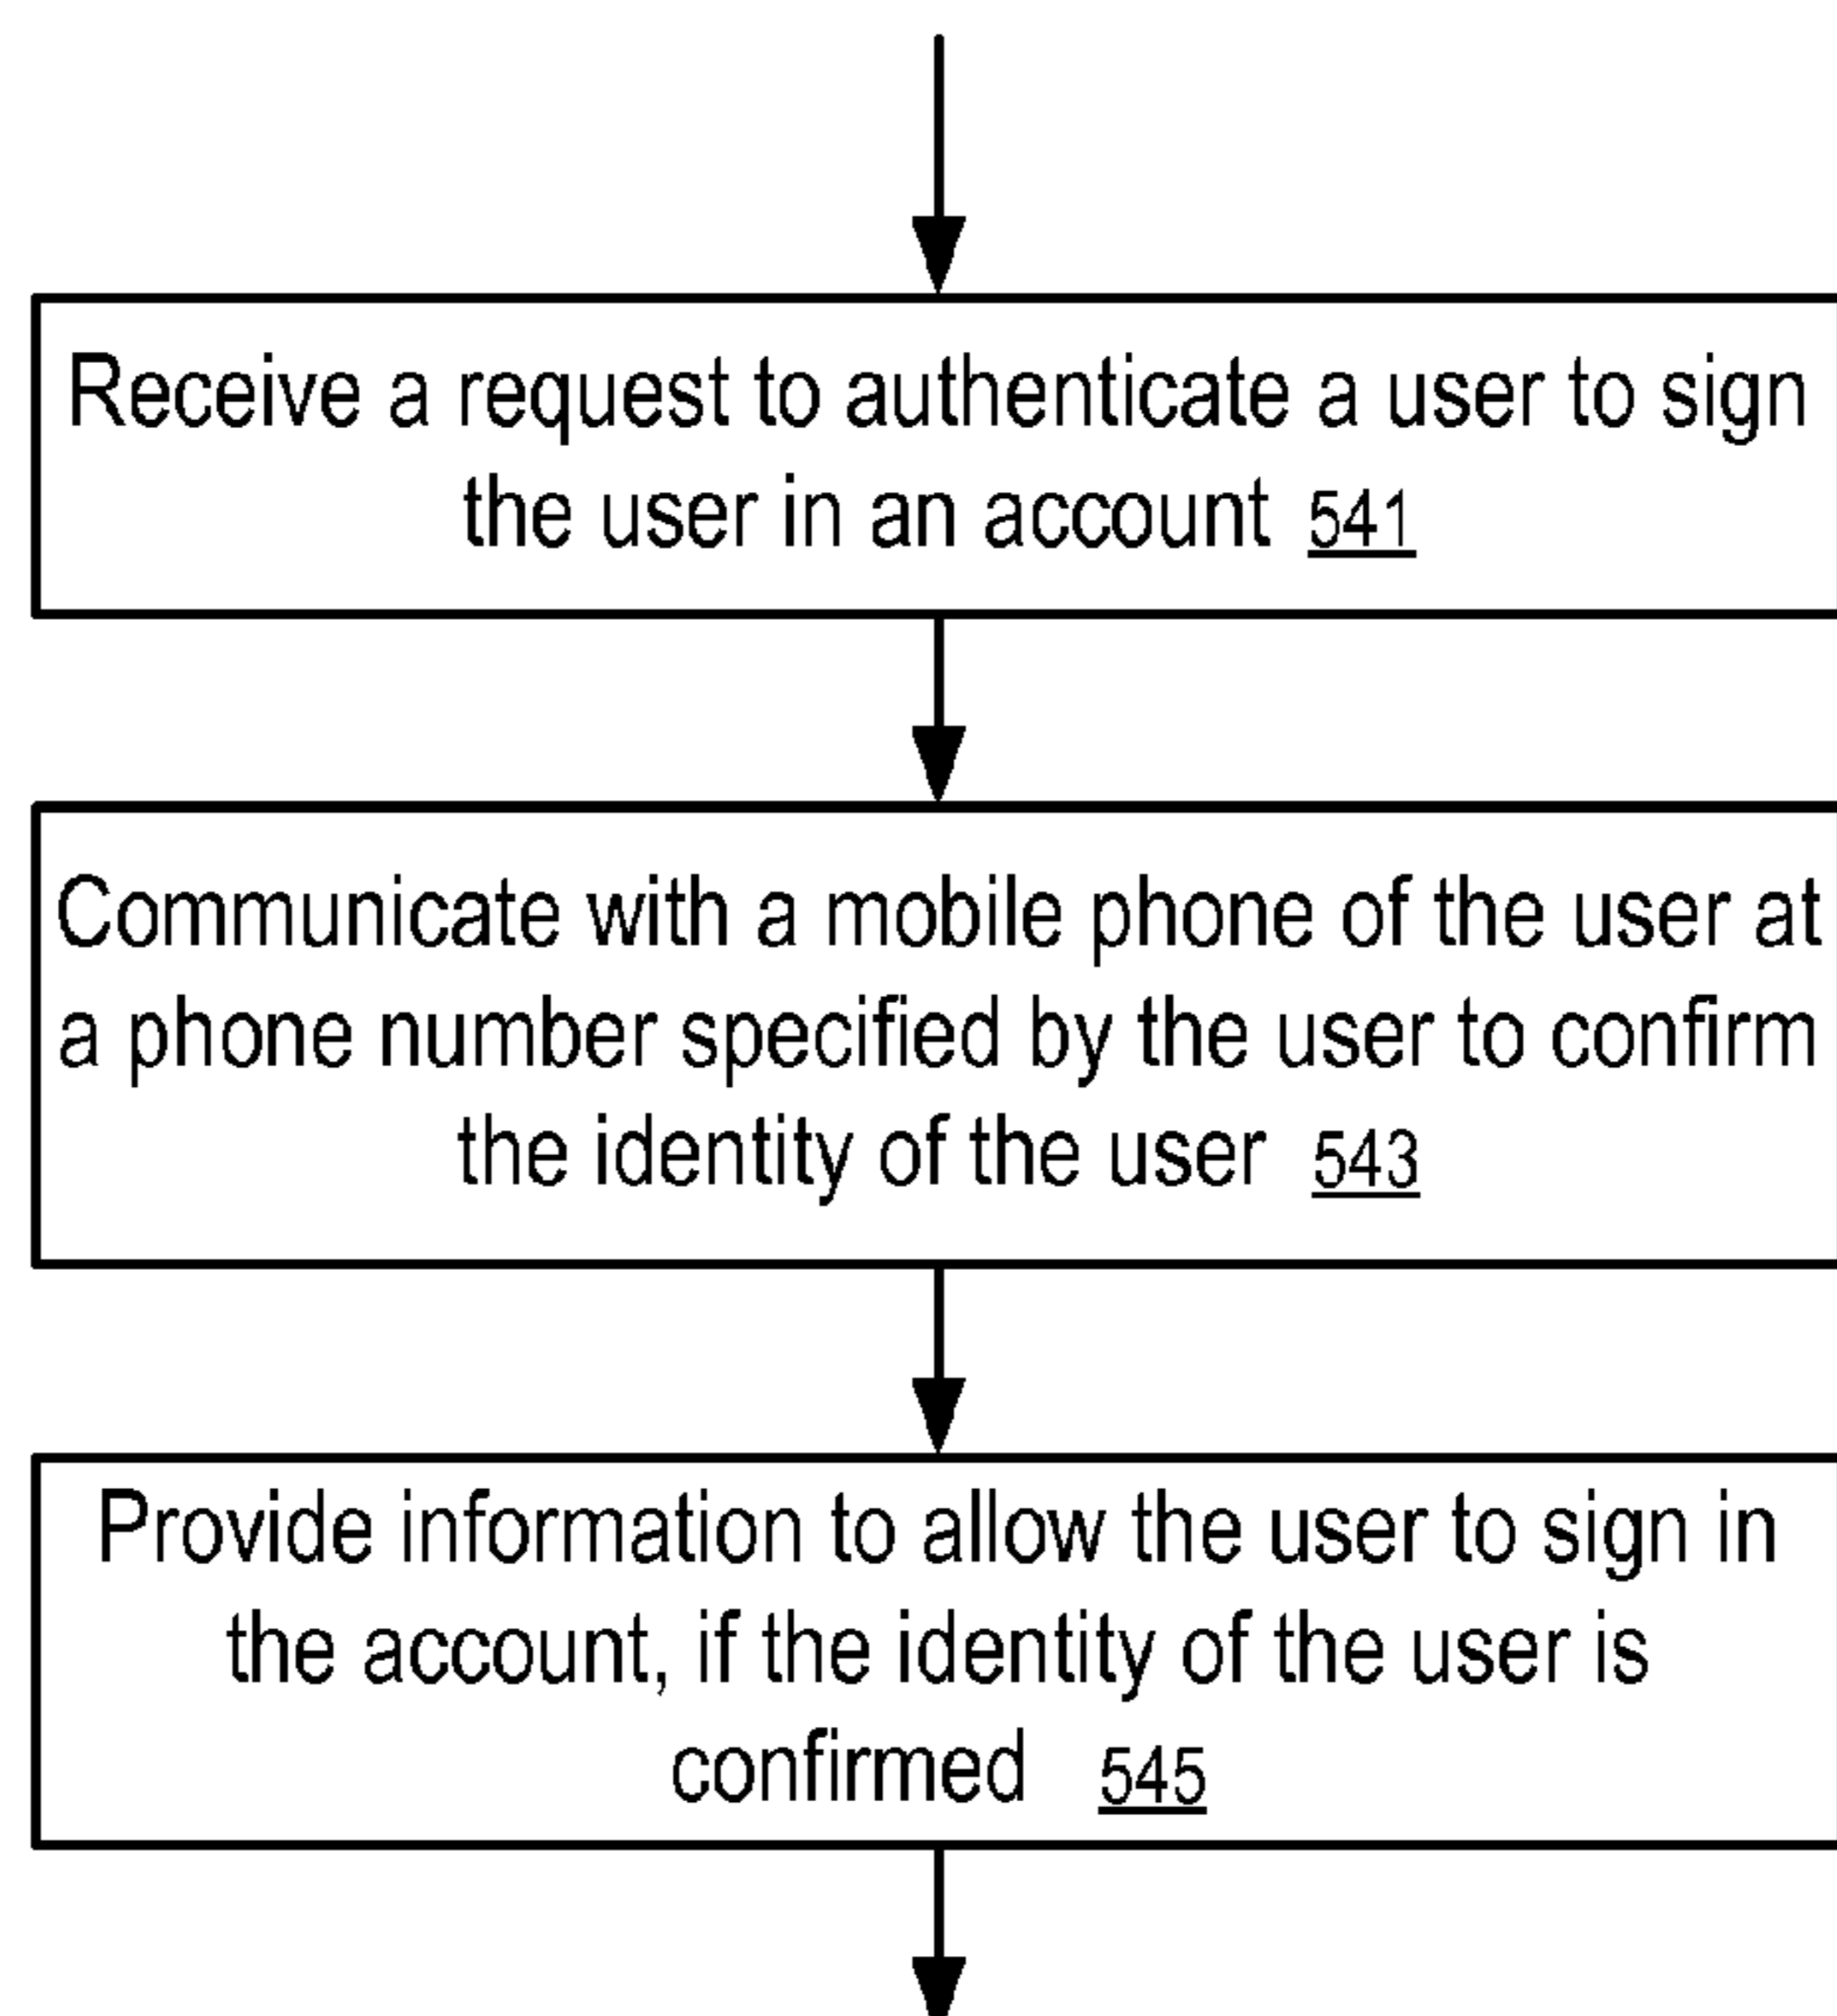 Receive a request to authenticate a user to sign
the user in an account 541
Communicate with a mobile phone of the user at
a phone number specified by the user to confirm
the identity of the user 543
Provide information to allow the user to sign in
the account, if the identity of the user is
confirmed 545